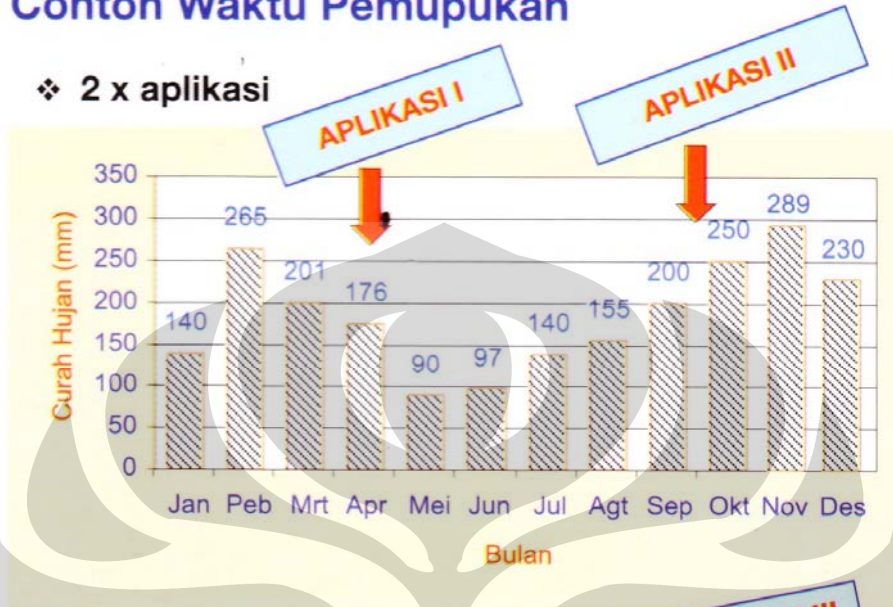 Contoh Waktu Pemupukan
❖ 2 x aplikasi
APLIKASI I
APLIKASI II
Curah Hujan (mm)
350
300
250
200
150
100
50
0
140
265
201
176
90
97
140
155
200
250
289
230
Jan Peb Mrt Apr Mei Jun Jul Agt Sep Okt Nov Des
Bulan